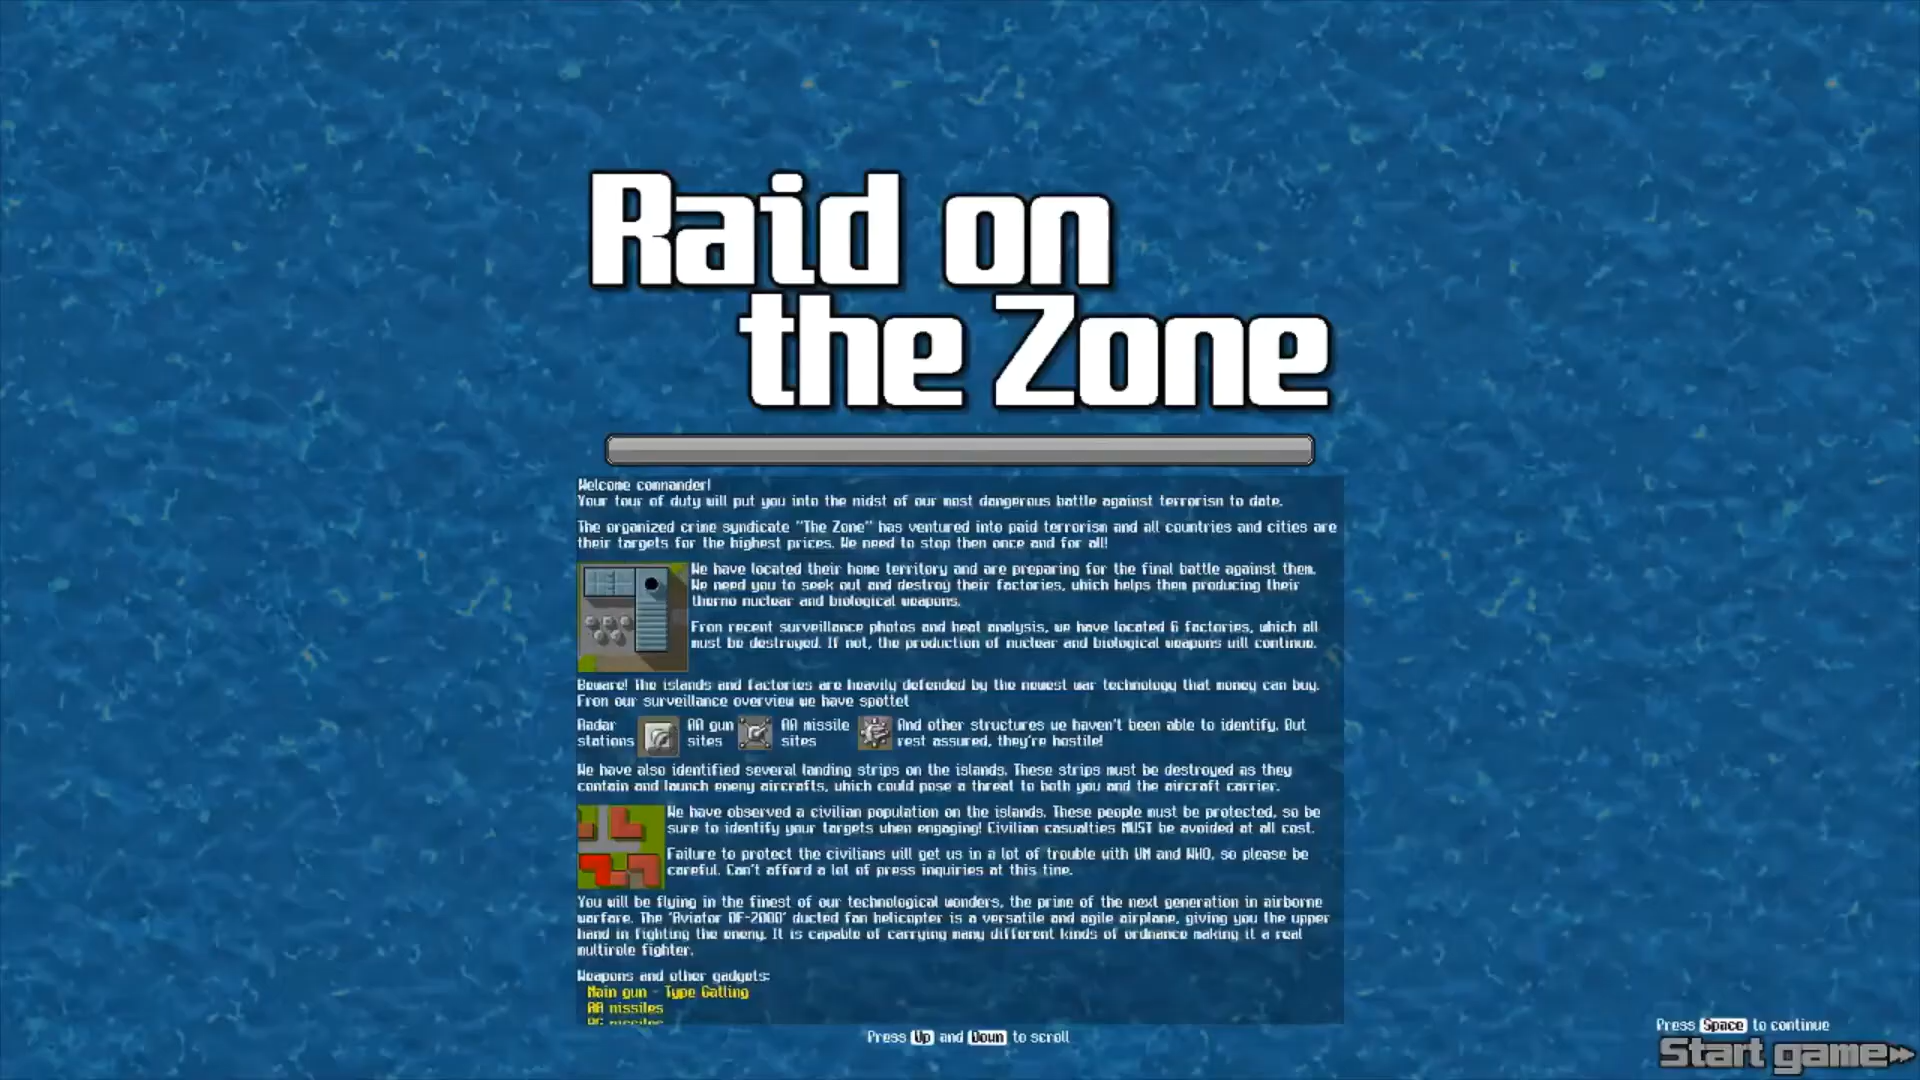 Raid on
the Zone
Welcome commander!
Your tour of duty will put you into the midst of our most dangerous battle against terrorism to date.
The organized crime syndicate "The Zone" has ventured into paid terrorism and all countries and cities are
their targets for the highest prices. We need to stop them once and for all!
We have located their home territory and are preparing for the final battle against them.
We need you to seek out and destroy their factories, which helps them producing their
thermo nuclear and biological weapons.
From recent surveillance photos and heat analysis, we have located 6 factories, which all
must be destroyed. If not, the production of nuclear and biological weapons will continue.
Beware! The islands and factories are heavily defended by the newest war technology that money can buy.
From our surveillance overview we have spottet
Radar stations
AA gun sites
AA missile sites
And other structures we haven't been able to identify. But
rest assured, they're hostile!
We have also identified several landing strips on the islands. These strips must be destroyed as they
contain and launch enemy aircrafts, which could pose a threat to both you and the aircraft carrier.
We have observed a civilian population on the islands. These people must be protected, so be
sure to identify your targets when engaging! Civilian casualties MUST be avoided at all cost.
Failure to protect the civilians will get us in a lot of trouble with UN and WHO, so please be
careful. Can't afford a lot of press inquiries at this time.
You will be flying in the finest of our technological wonders, the prime of the next generation in airborne
warfare. The 'Aviator DF-2000' ducted fan helicopter is a versatile and agile airplane, giving you the upper
hand in fighting the enemy. It is capable of carrying many different kinds of ordnance making it a real
multirole fighter.
Weapons and other gadgets:
Main gun - Type Gatling
AA missiles
AG missiles
Press Up and Down to scroll
Press Space to continue
Start game